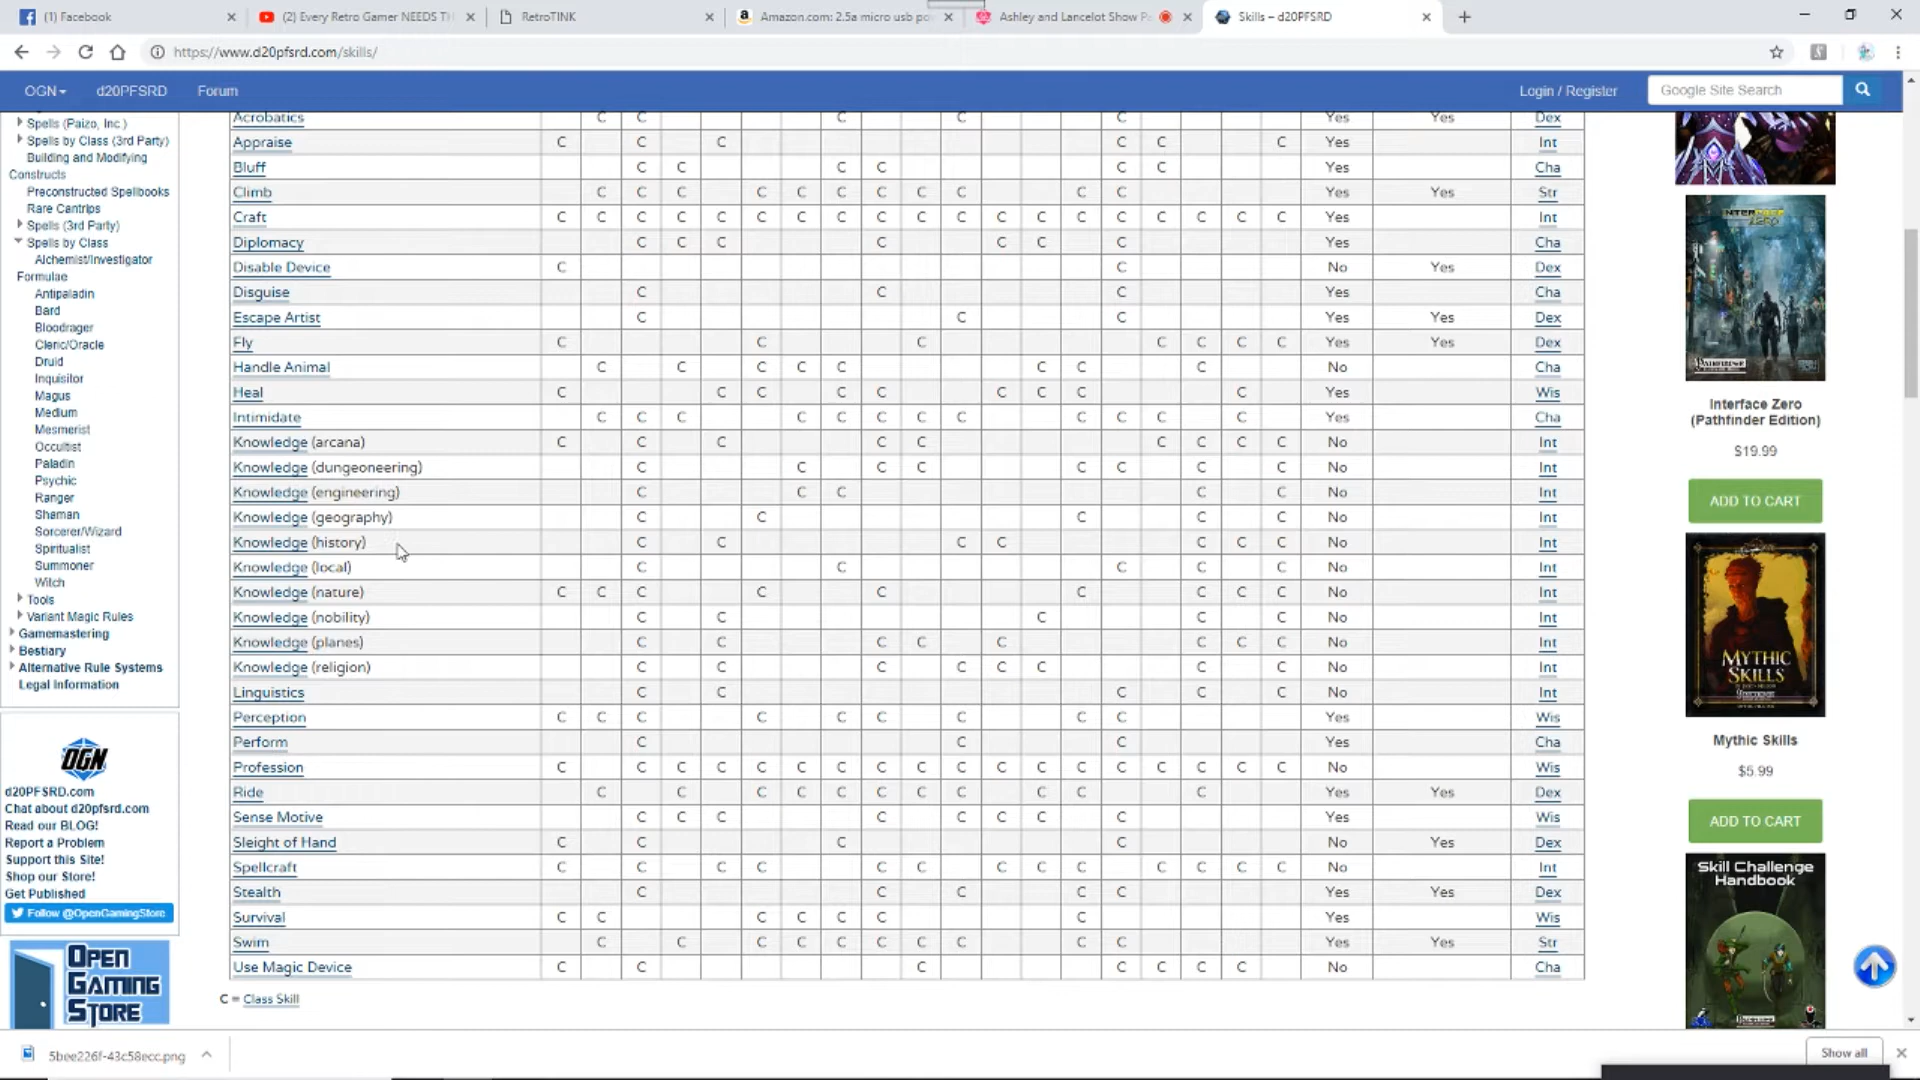 (1) Facebook
(2) Every Retro Gamer NEEDS Th
RetroTINK
Amazon.com: 2.5a micro usb po
Ashley and Lancelot Show P
Skills – d20PFSRD
https://www.d20pfsrd.com/skills/
OGN
d20PFSRD
Forum
Login / Register
Google Site Search
Spells (Paizo, Inc.)
Spells by Class (3rd Party)
Building and Modifying
Constructs
Preconstructed Spellbooks
Rare Cantrips
Spells (3rd Party)
Spells by Class
Alchemist/Investigator
Formulae
Antipaladin
Bard
Bloodrager
Cleric/Oracle
Druid
Inquisitor
Magus
Medium
Mesmerist
Occultist
Paladin
Psychic
Ranger
Shaman
Sorcerer/Wizard
Spiritualist
Summoner
Witch
Tools
Variant Magic Rules
Gamemastering
Bestiary
Alternative Rule Systems
Legal Information
OGN
d20PFSRD.com
Chat about d20pfsrd.com
Read our BLOG!
Report a Problem
Support this Site!
Shop our Store!
Get Published
Follow @OpenGamingStore
OPEN
GAMING
STORE
Acrobatics C C C C C Yes Yes Dex
Appraise C C C C C C Yes Int
Bluff C C C C C C Yes Cha
Climb C C C C C C C C C C C Yes Yes Str
Craft C C C C C C C C C C C C C C C C C C C Yes Int
Diplomacy C C C C C C C Yes Cha
Disable Device C C No Yes Dex
Disguise C C C Yes Cha
Escape Artist C C C Yes Yes Dex
Fly C C C C C C C Yes Yes Dex
Handle Animal C C C C C C C C No Cha
Heal C C C C C C C C C Yes Wis
Intimidate C C C C C C C C C C C C Yes Cha
Knowledge (arcana) C C C C C C C C C No Int
Knowledge (dungeoneering) C C C C C C C C No Int
Knowledge (engineering) C C C C C No Int
Knowledge (geography) C C C C C No Int
Knowledge (history) C C C C C C C No Int
Knowledge (local) C C C C C No Int
Knowledge (nature) C C C C C C C C C No Int
Knowledge (nobility) C C C C C No Int
Knowledge (planes) C C C C C C C C No Int
Knowledge (religion) C C C C C C C C No Int
Linguistics C C C C C No Int
Perception C C C C C C C C C Yes Wis
Perform C C C Yes Cha
Profession C C C C C C C C C C C C C C C C C C No Wis
Ride C C C C C C C C C C C Yes Yes Dex
Sense Motive C C C C C C C C Yes Wis
Sleight of Hand C C C C No Yes Dex
Spellcraft C C C C C C C C C C C C C No Int
Stealth C C C C C Yes Yes Dex
Survival C C C C C C C Yes Wis
Swim C C C C C C C C C C Yes Yes Str
Use Magic Device C C C C C C C No Cha
C = Class Skill
Interface Zero
(Pathfinder Edition)
$19.99
ADD TO CART
MYTHIC
SKILLS
Mythic Skills
$5.99
ADD TO CART
Skill Challenge
Handbook
5bee226f-43c58ecc.png
Show all